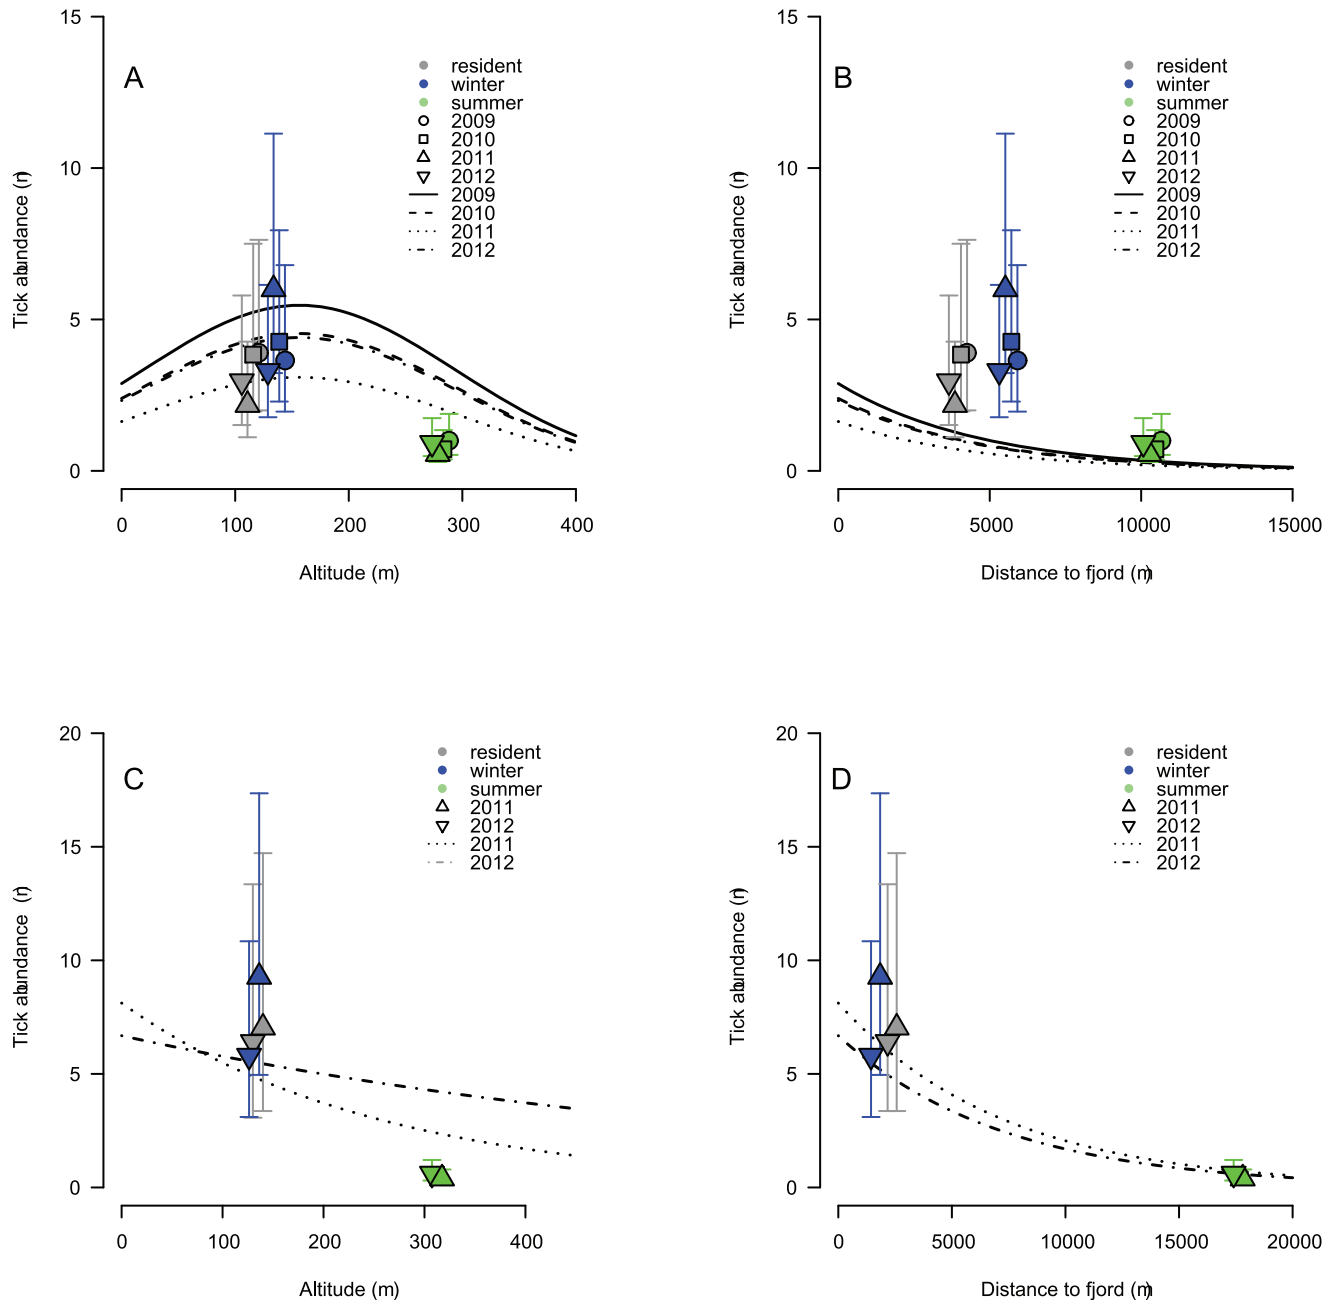 A
15
10
5
0
Tick abundance (n)
resident
winter
summer
2009
2010
2011
2012
2009
2010
2011
2012
0 100 200 300 400
Altitude (m)
B
15
10
5
0
Tick abundance (n)
resident
winter
summer
2009
2010
2011
2012
2009
2010
2011
2012
0 5000 10000 15000
Distance to fjord (m)
C
20
15
10
5
0
Tick abundance (n)
resident
winter
summer
2011
2012
2011
2012
0 100 200 300 400
Altitude (m)
D
20
15
10
5
0
Tick abundance (n)
resident
winter
summer
2011
2012
2011
2012
0 5000 10000 15000 20000
Distance to fjord (m)